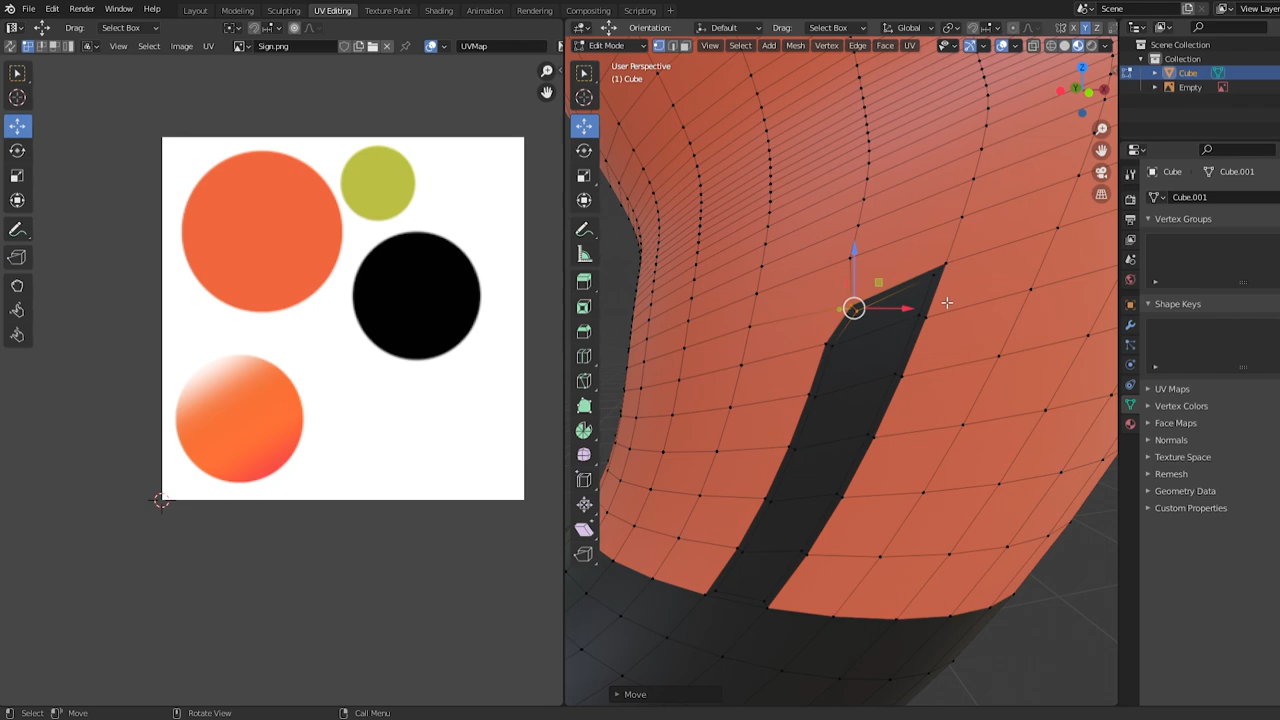 File Edit Render Window Help Layout Modeling Sculpting UV Editing Texture Paint Shading Animation Rendering Compositing Scripting + Scene View Layer
Drag: Select Box Orientation: Default Drag: Select Box Global X Y Z
View Select Image UV Sign.png UVMap Edit Mode View Select Add Mesh Vertex Edge Face UV
Scene Collection
Collection
Cube
Empty
User Perspective
(1) Cube
Z
X
Y
Cube Cube.001
Cube.001
Vertex Groups
Shape Keys
UV Maps
Vertex Colors
Face Maps
Normals
Texture Space
Remesh
Geometry Data
Custom Properties
Move
Select Move Rotate View Call Menu